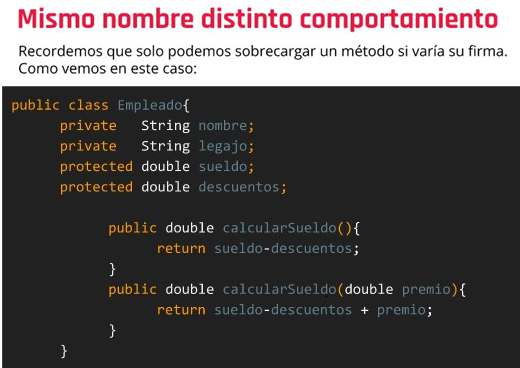 Mismo nombre distinto comportamiento
Recordemos que solo podemos sobrecargar un método si varía su firma.
Como vemos en este caso:
public class Empleado{
private String nombre;
private String legajo;
protected double sueldo;
protected double descuentos;
public double calcularSueldo(){
return sueldo-descuentos;
}
public double calcularSueldo(double premio){
return sueldo-descuentos + premio;
}
}